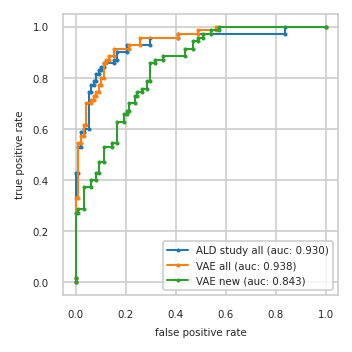 1.0
0.8
0.6
0.4
0.2
0.0
true positive rate
ALD study all (auc: 0.930)
VAE all (auc: 0.938)
VAE new (auc: 0.843)
0.0 0.2 0.4 0.6 0.8 1.0
false positive rate